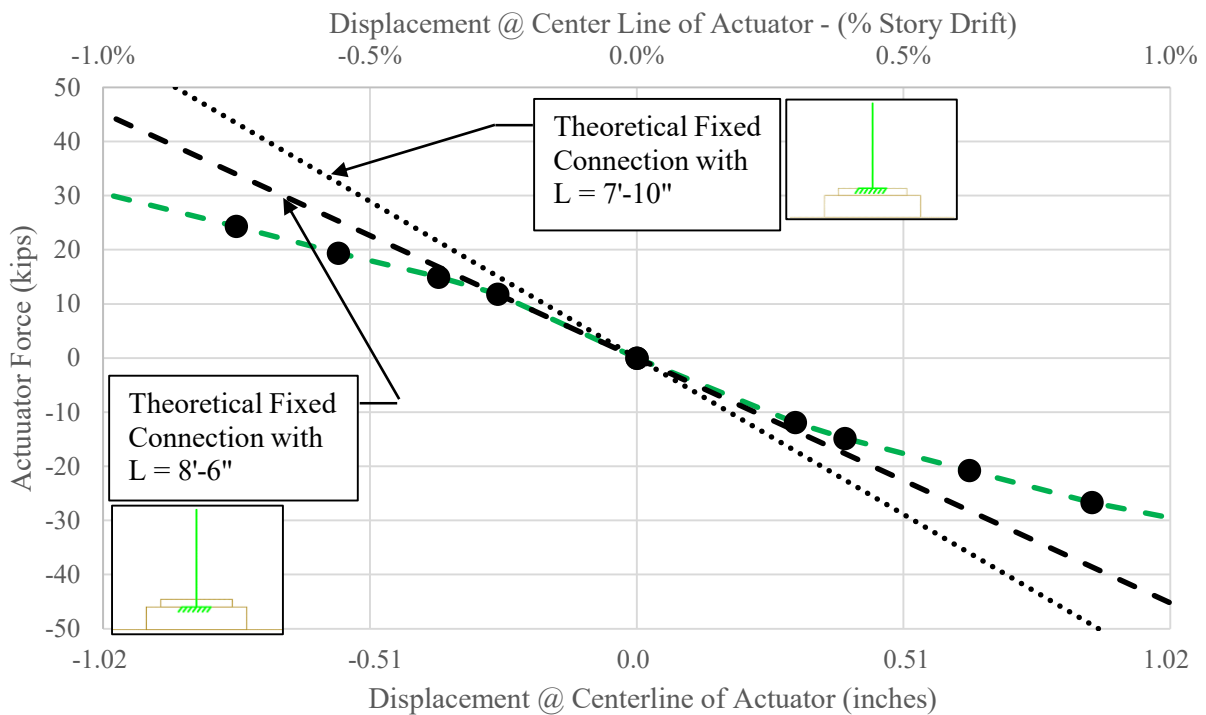 Displacement @ Center Line of Actuator - (% Story Drift)
-1.0% -0.5% 0.0% 0.5% 1.0%
50
40
30
20
10
0
-10
-20
-30
-40
-50
Actuuator Force (kips)
Theoretical Fixed
Connection with
L = 7'-10"
Theoretical Fixed
Connection with
L = 8'-6"
-1.02 -0.51 0.0 0.51 1.02
Displacement @ Centerline of Actuator (inches)